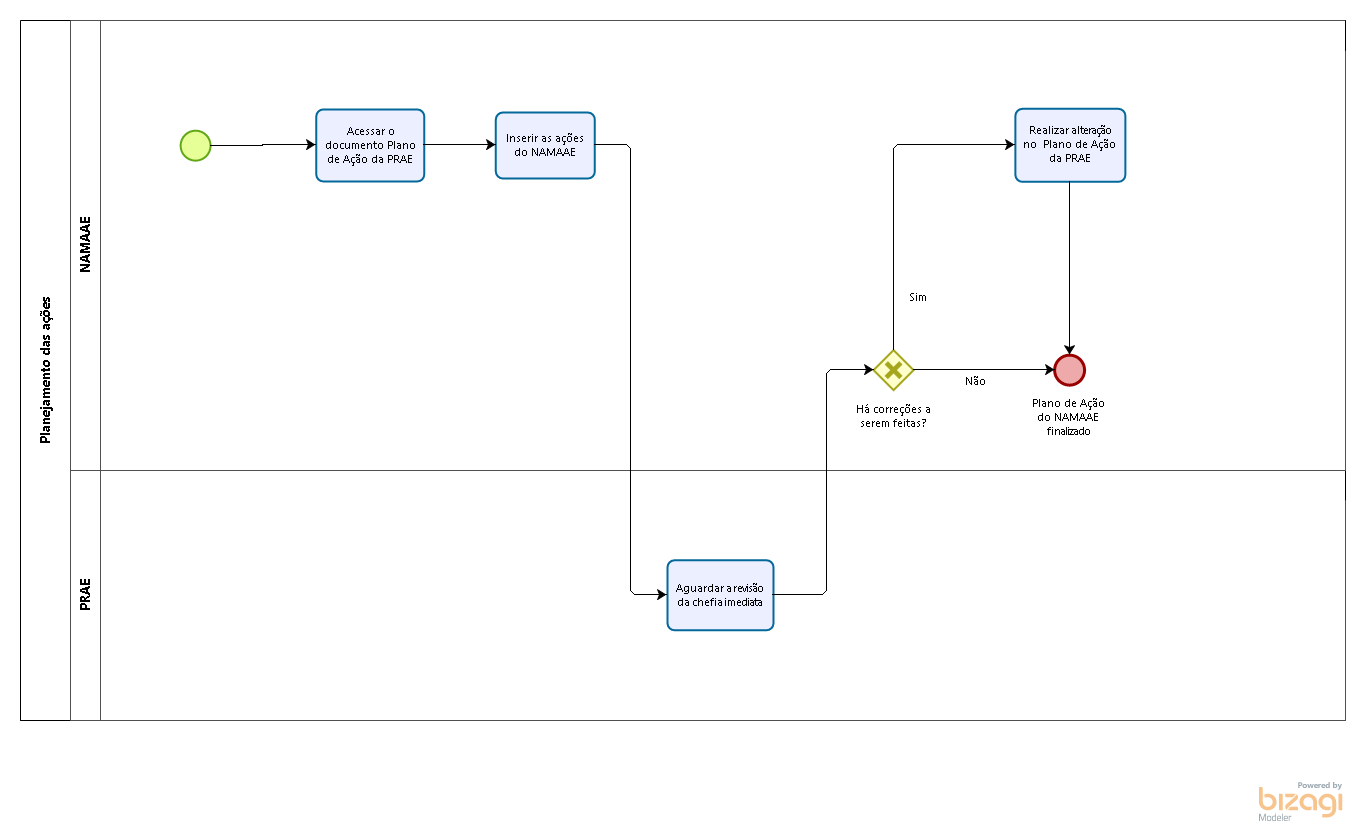 Planejamento das ações
NAMAAE
Acessar o
documento Plano
de Ação da PRAE
Inserir as ações
do NAMAAE
Realizar alteração
no Plano de Ação
da PRAE
Sim
Não
Há correções a
serem feitas?
Plano de Ação
do NAMAAE
finalizado
PRAE
Aguardar a revisão
da chefia imediata
Powered by
bizagi
Modeler